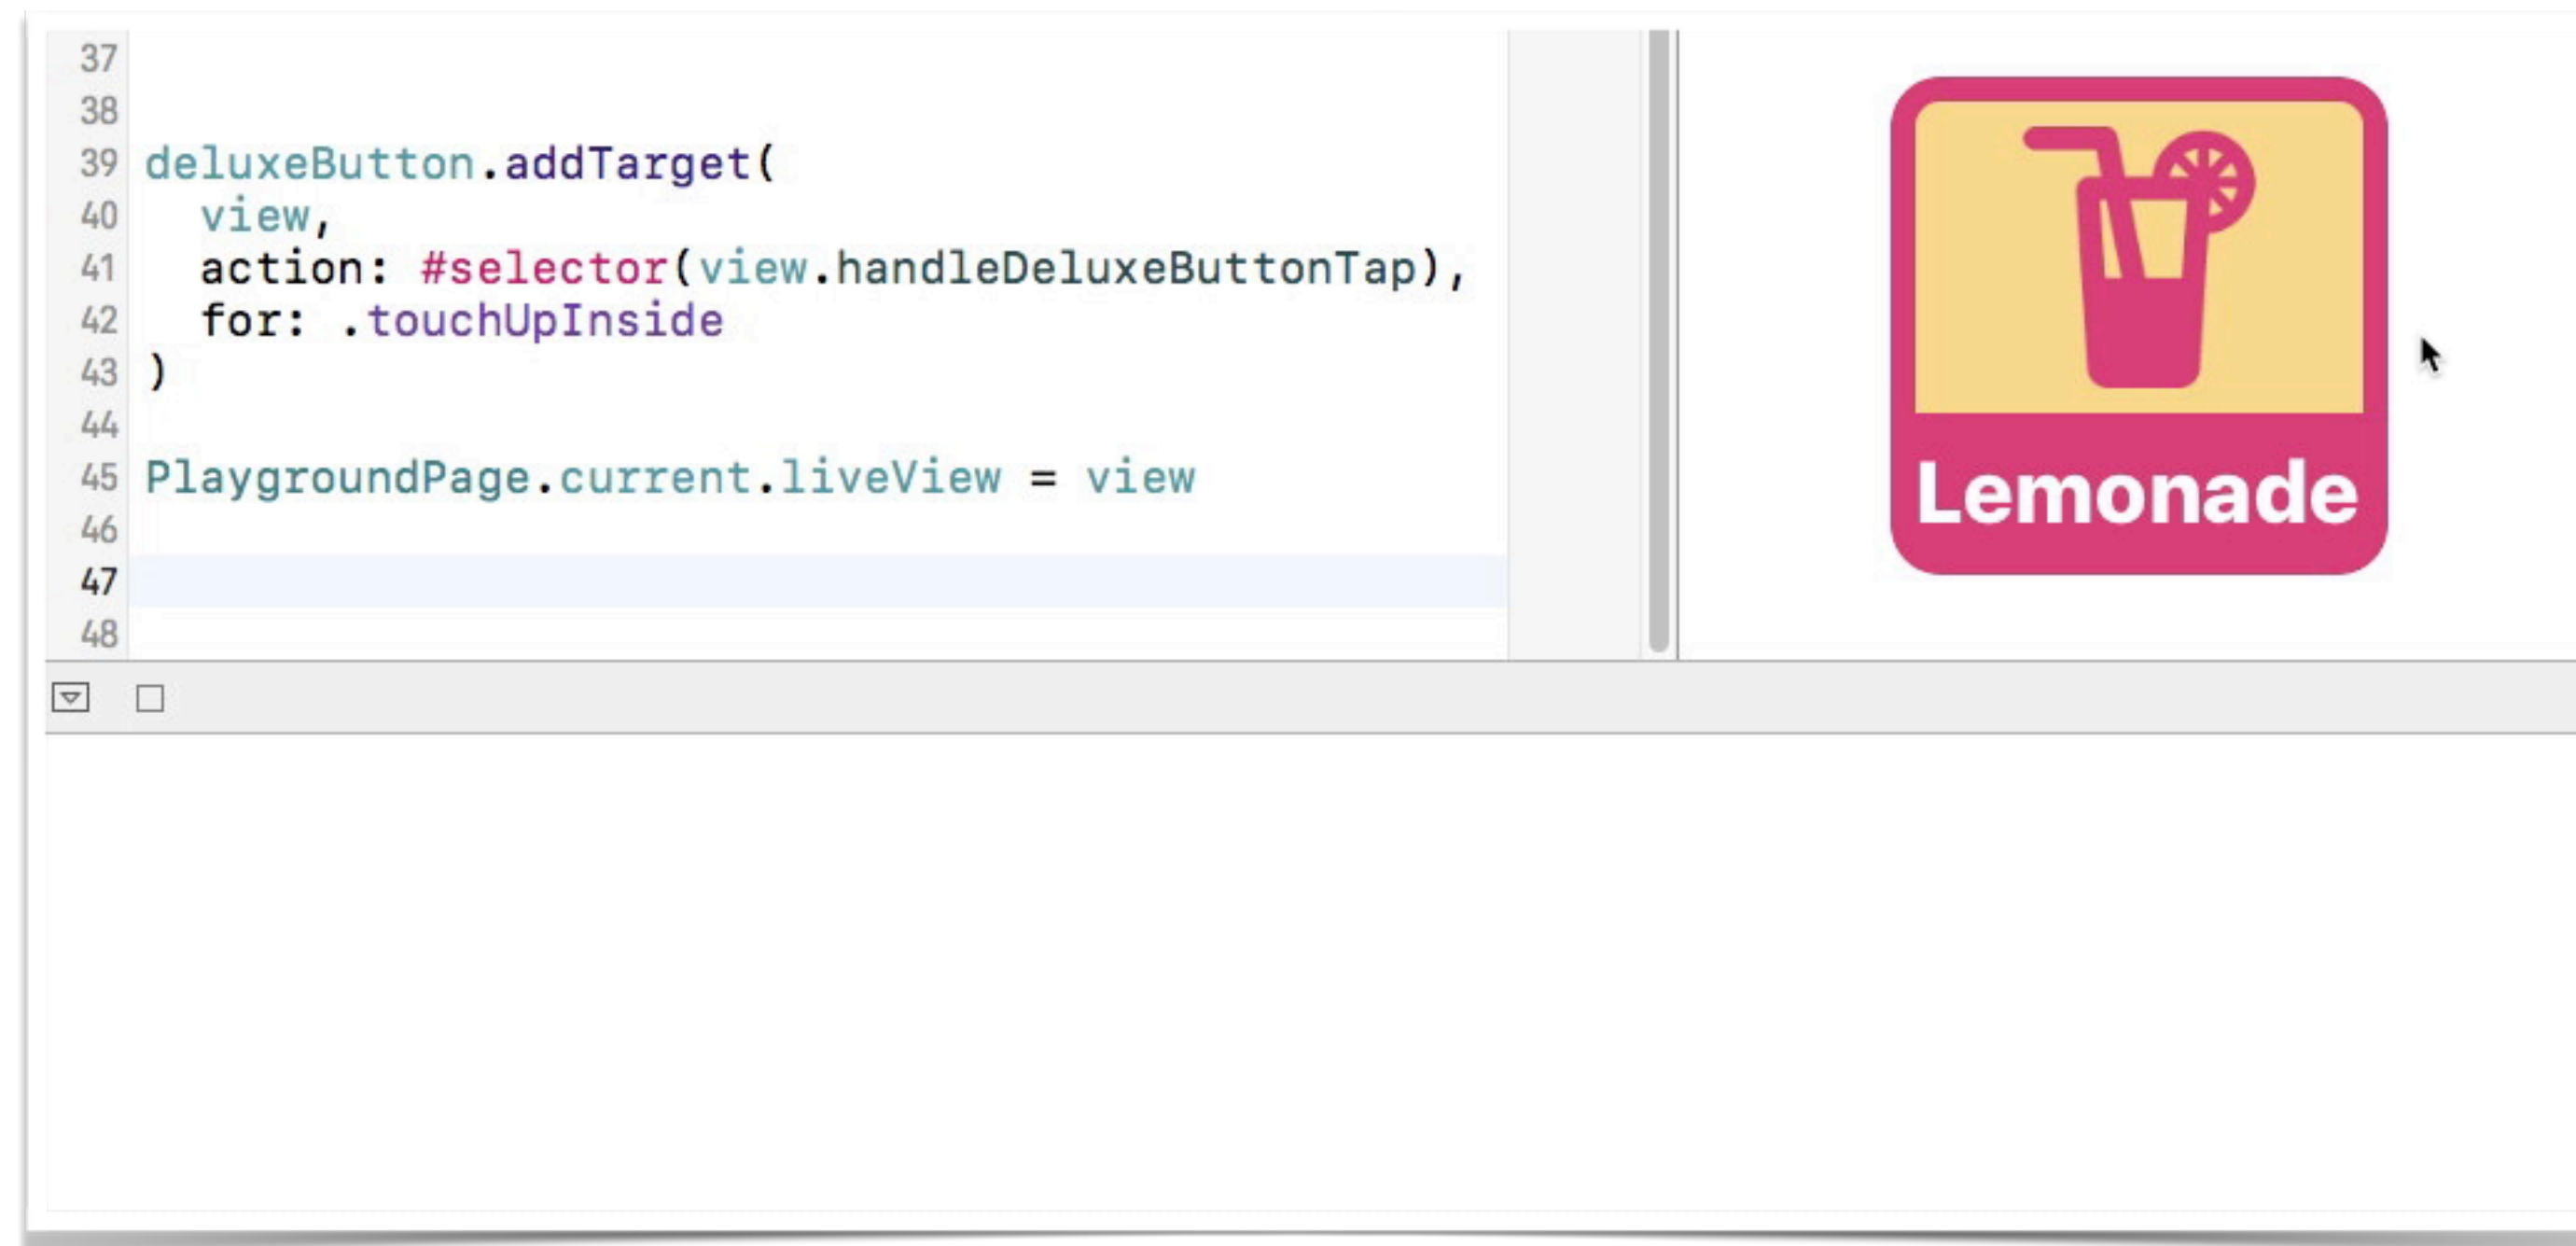 37
38
39 deluxeButton.addTarget(
40   view,
41   action: #selector(view.handleDeluxeButtonTap),
42   for: .touchUpInside
43 )
44
45 PlaygroundPage.current.liveView = view
46
47
48
Lemonade